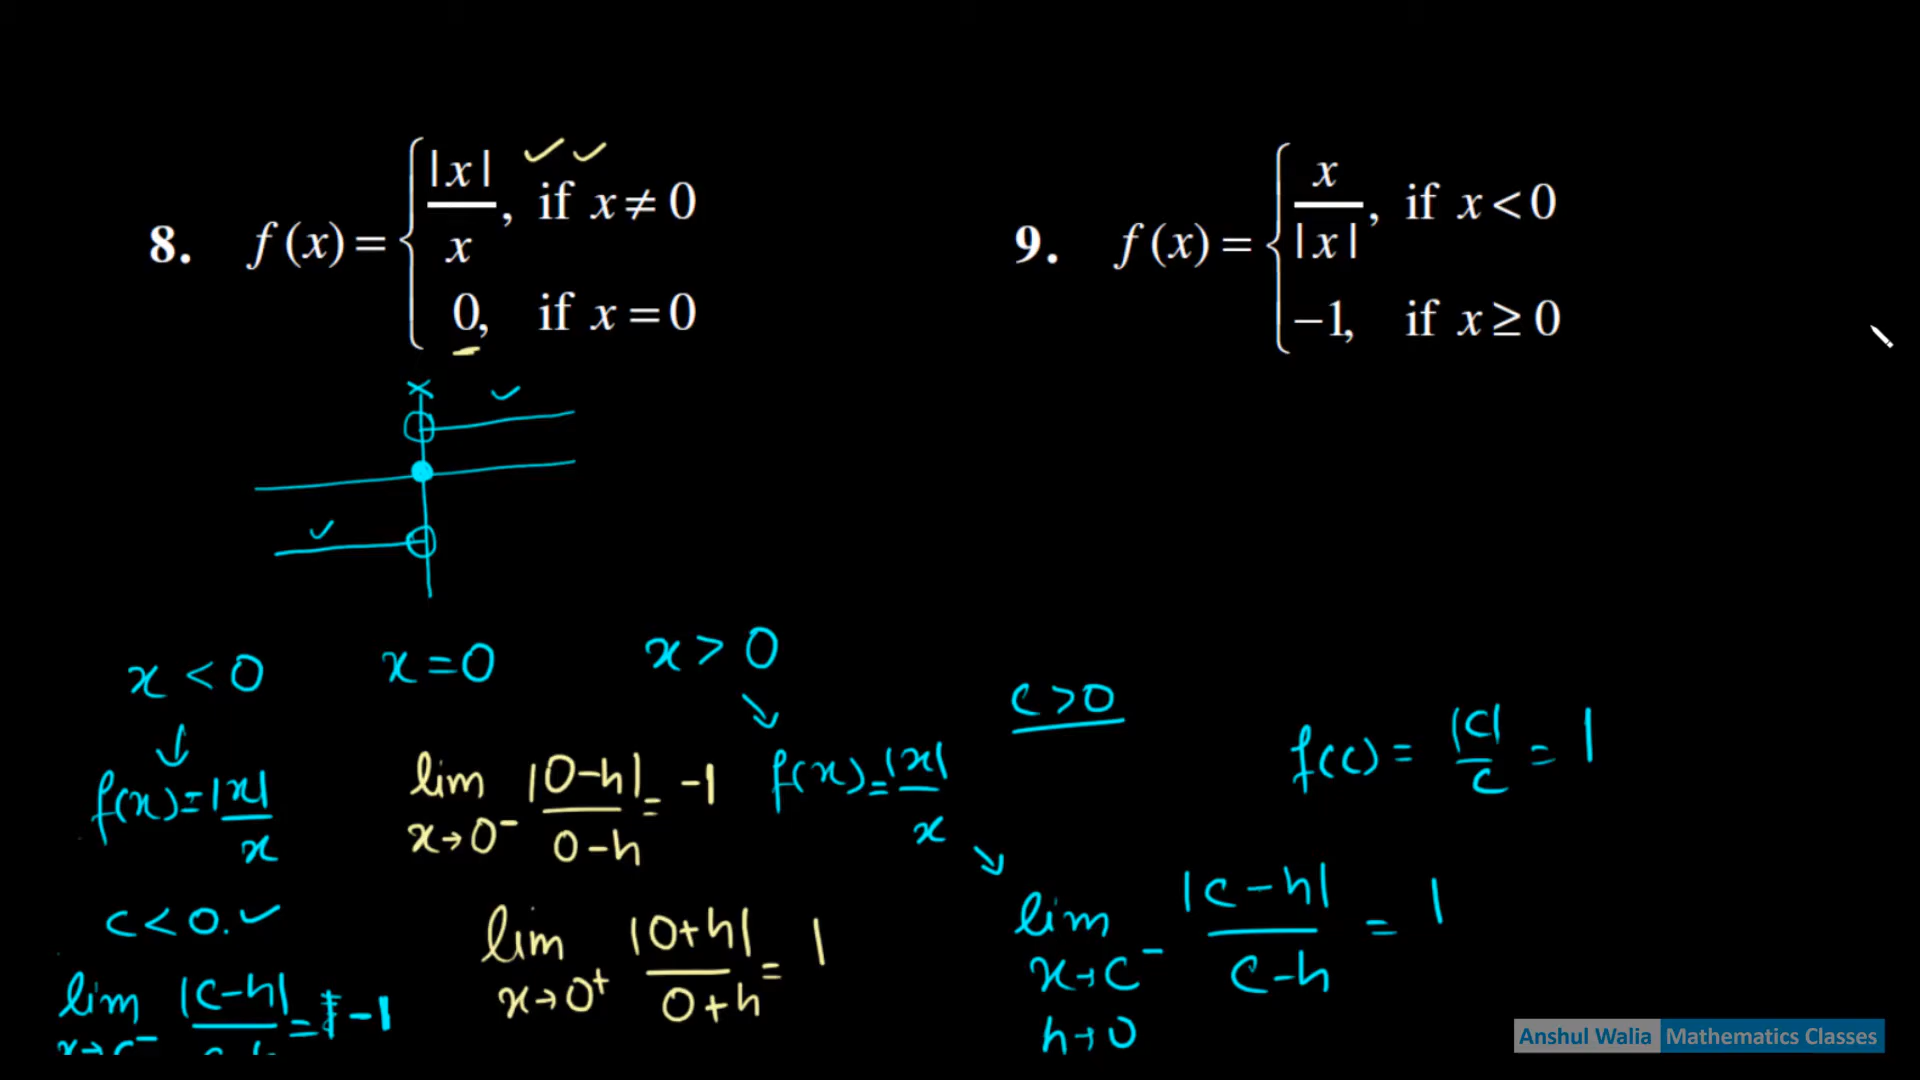 8. f(x) = { |x|/x, if x ≠ 0
0, if x = 0
9. f(x) = { x/|x|, if x < 0
−1, if x ≥ 0
x < 0
x = 0
x > 0
c > 0
f(c) = |c|/c = 1
f(x) = |x|/x
lim x→0⁻ |0−h|/0−h = −1
f(x) = |x|/x
c < 0.
lim x→0⁺ |0+h|/0+h = 1
lim x→c⁻ h→0 |c−h|/c−h = 1
lim x→c⁻ |c−h| = −1
Anshul Walia Mathematics Classes